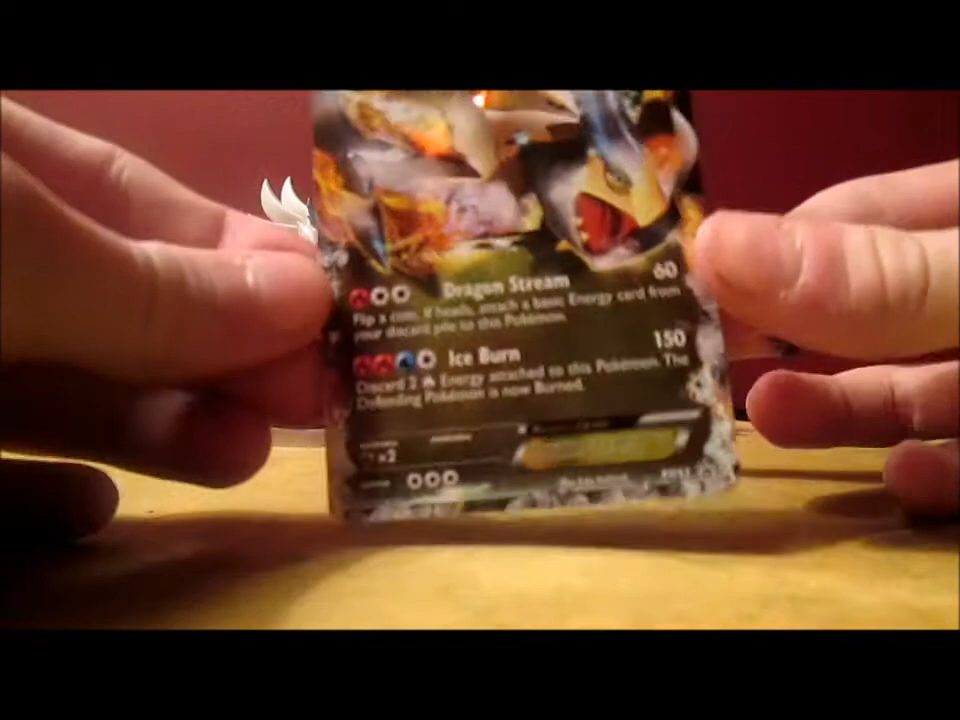 Dragon Stream 60
Flip a coin. If heads, attach a basic Energy card from
your discard pile to this Pokémon.
Ice Burn 150
Discard 2 Energy attached to this Pokémon. The
Defending Pokémon is now Burned.
×2